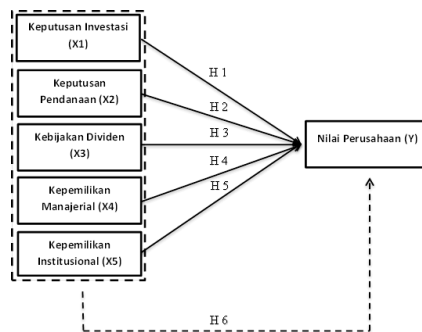 Keputusan Investasi
(X1)
H 1
Keputusan
Pendanaan (X2)
H 2
Kebijakan Dividen
(X3)
H 3
Nilai Perusahaan (Y)
Kepemilikan
Manajerial (X4)
H 4
H 5
Kepemilikan
Institusional (X5)
H 6